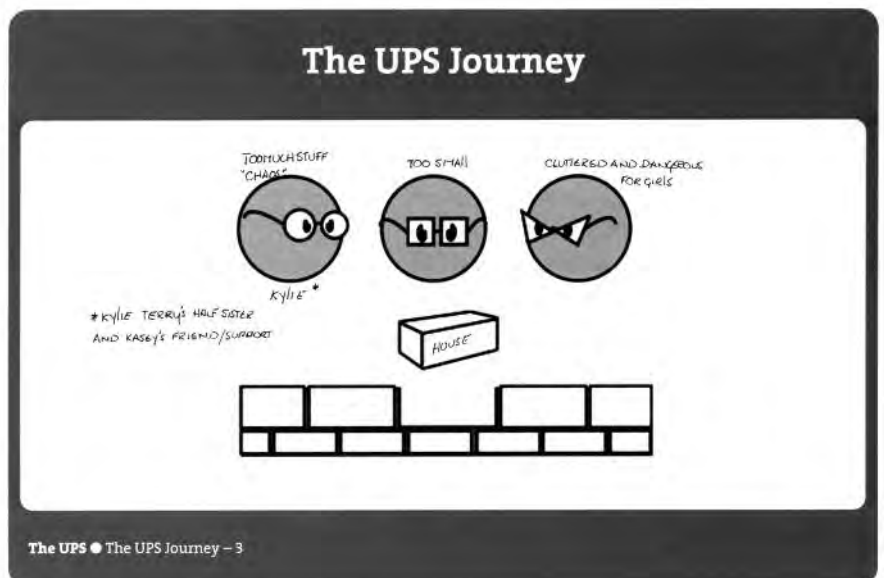 The UPS Journey
TOO MUCH STUFF
"CHAOS"
TOO SMALL
CLUTTERED AND DANGEROUS
FOR GIRLS
KYLIE *
* KYLIE TERRY'S HALF SISTER
AND KASEY'S FRIEND/SUPPORT
HOUSE
The UPS ● The UPS Journey – 3